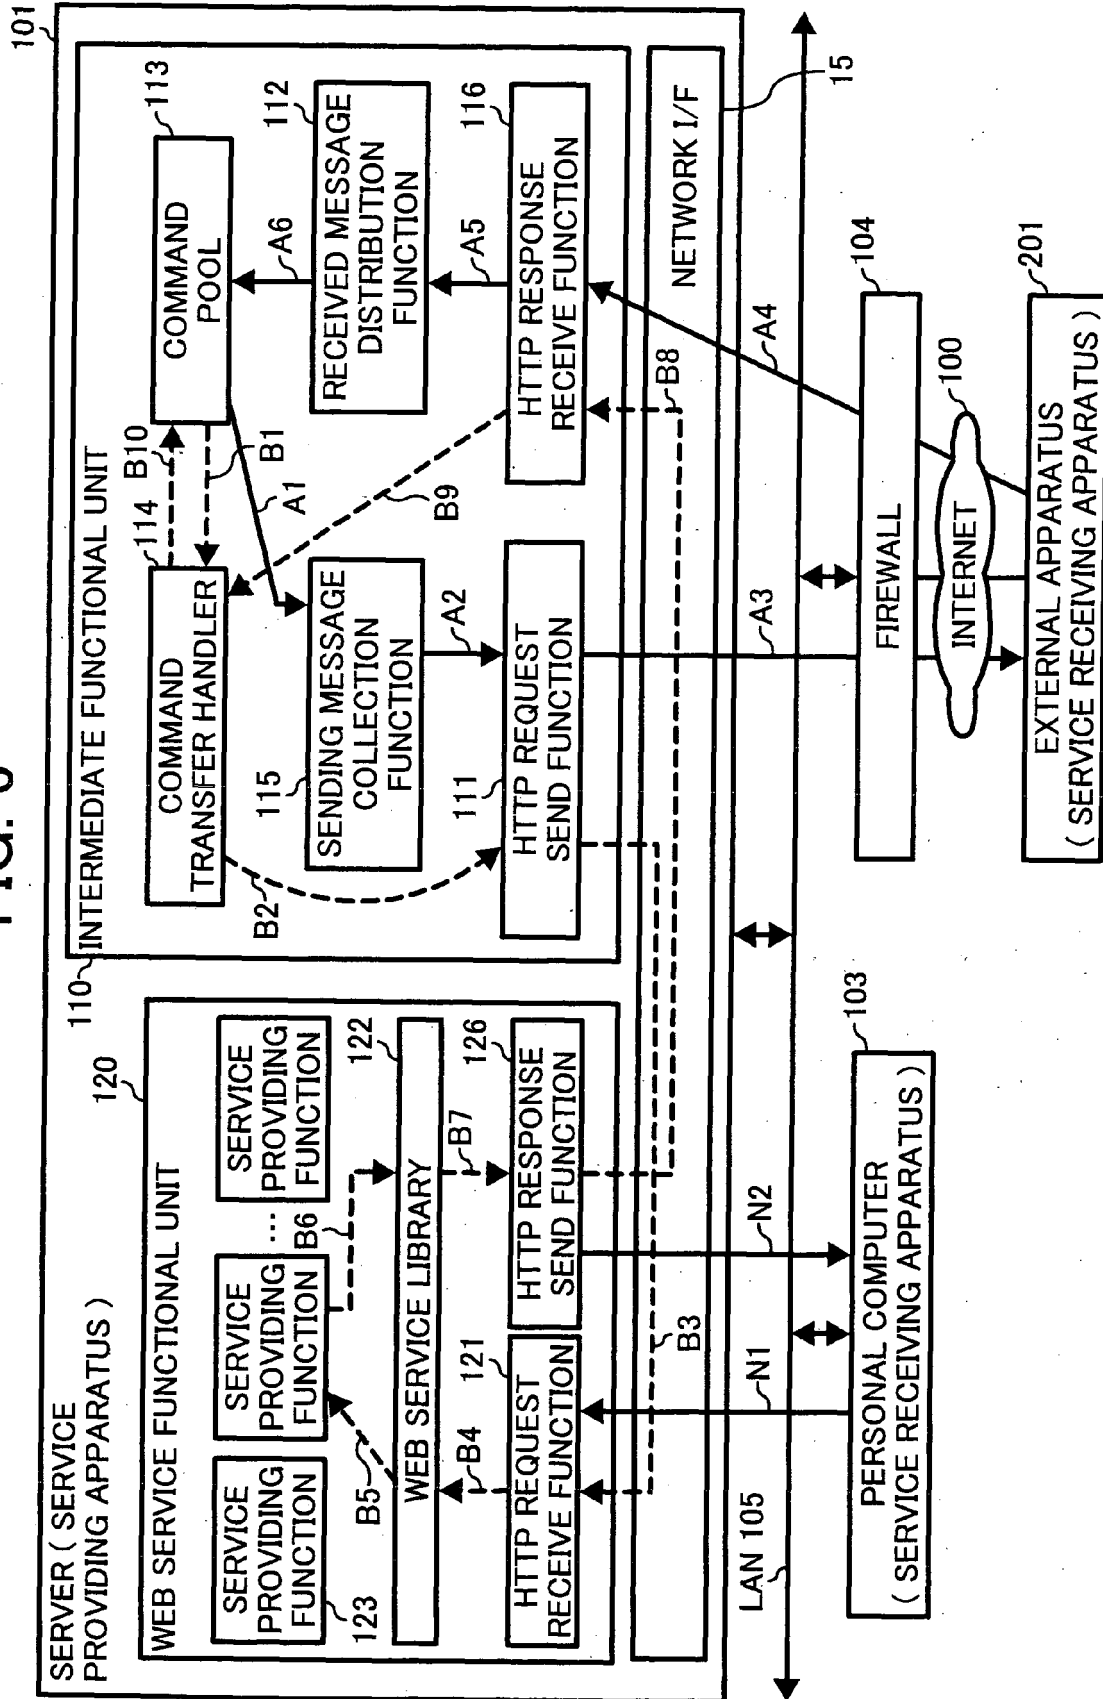 FIG.
SERVER ( SERVICE
PROVIDING APPARATUS )
101
120
WEB SERVICE FUNCTIONAL UNIT
SERVICE
PROVIDING
FUNCTION
123
SERVICE
PROVIDING
FUNCTION
...
SERVICE
PROVIDING
FUNCTION
B5
B6
WEB SERVICE LIBRARY
122
B4
B7
HTTP REQUEST
RECEIVE FUNCTION
121
HTTP RESPONSE
SEND FUNCTION
126
110
INTERMEDIATE FUNCTIONAL UNIT
COMMAND
TRANSFER HANDLER
114
B10
B1
A1
COMMAND
POOL
113
B2
115
SENDING MESSAGE
COLLECTION
FUNCTION
A2
B9
A6
RECEIVED MESSAGE
DISTRIBUTION
FUNCTION
112
A5
111
HTTP REQUEST
SEND FUNCTION
HTTP RESPONSE
RECEIVE FUNCTION
116
B3
B8
NETWORK I/F
15
N1
N2
A3
A4
LAN 105
PERSONAL COMPUTER
( SERVICE RECEIVING APPARATUS )
103
FIREWALL
104
INTERNET
100
EXTERNAL APPARATUS
( SERVICE RECEIVING APPARATUS )
201